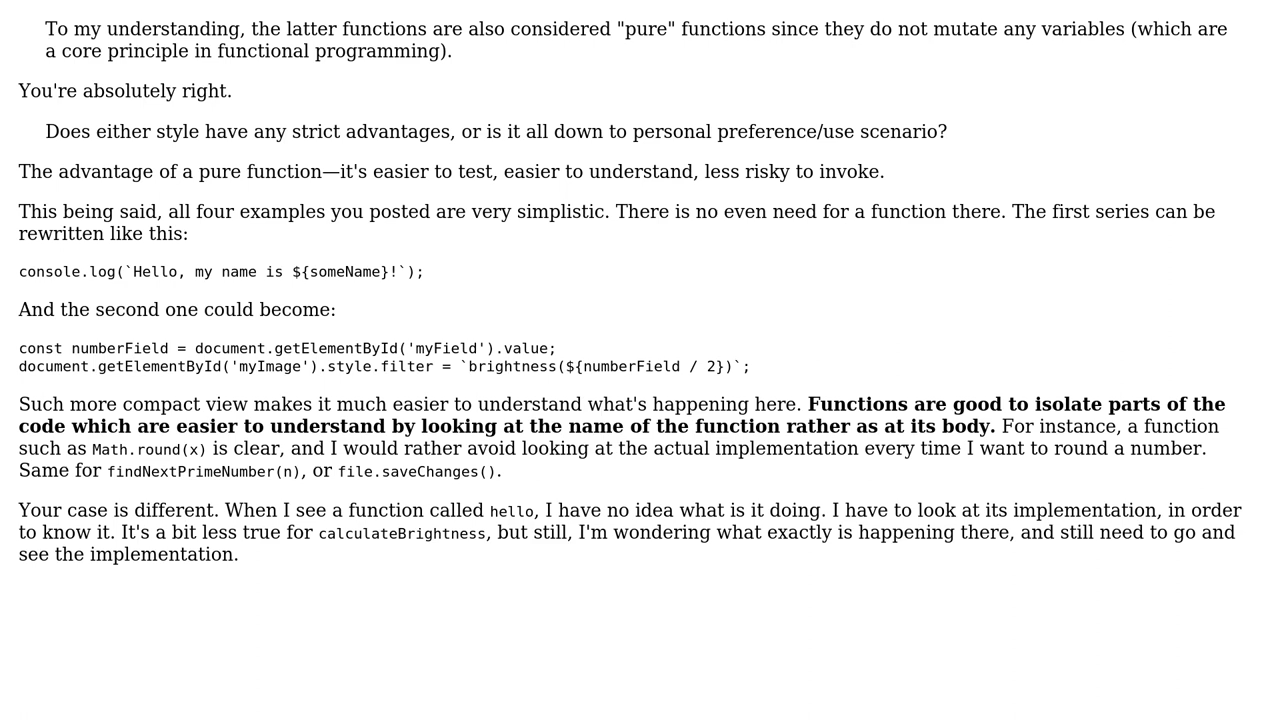 To my understanding, the latter functions are also considered "pure" functions since they do not mutate any variables (which are
a core principle in functional programming).
You're absolutely right.
Does either style have any strict advantages, or is it all down to personal preference/use scenario?
The advantage of a pure function—it's easier to test, easier to understand, less risky to invoke.
This being said, all four examples you posted are very simplistic. There is no even need for a function there. The first series can be
rewritten like this:
console.log(`Hello, my name is ${someName}!`);
And the second one could become:
const numberField = document.getElementById('myField').value;
document.getElementById('myImage').style.filter = `brightness(${numberField / 2})`;
Such more compact view makes it much easier to understand what's happening here. Functions are good to isolate parts of the
code which are easier to understand by looking at the name of the function rather as at its body. For instance, a function
such as Math.round(x) is clear, and I would rather avoid looking at the actual implementation every time I want to round a number.
Same for findNextPrimeNumber(n), or file.saveChanges().
Your case is different. When I see a function called hello, I have no idea what is it doing. I have to look at its implementation, in order
to know it. It's a bit less true for calculateBrightness, but still, I'm wondering what exactly is happening there, and still need to go and
see the implementation.